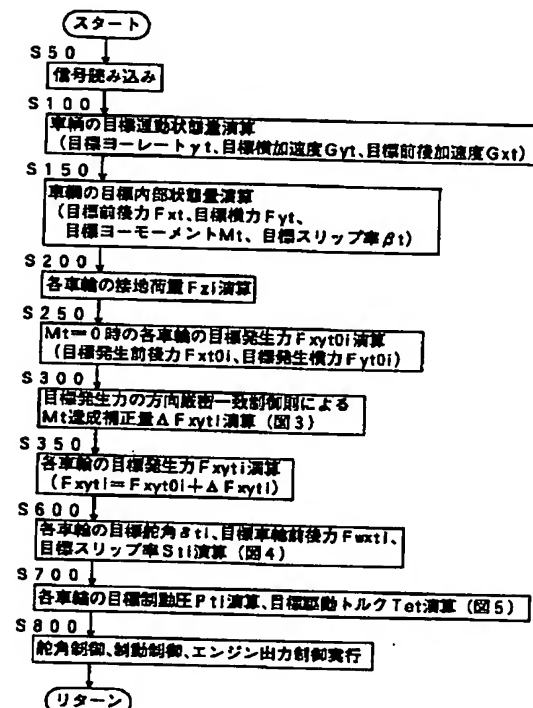 スタート
S50
信号読み込み
S100
車輌の目標運動状態量演算
(目標ヨーレートγt、目標横加速度Gyt、目標前後加速度Gxt)
S150
車輌の目標内部状態量演算
(目標前後力Fxt、目標横力Fyt、
目標ヨーモーメントMt、目標スリップ率βt)
S200
各車輪の接地荷重Fzi演算
S250
Mt=0時の各車輪の目標発生力Fxyt0i演算
(目標発生前後力Fxt0i、目標発生横力Fyt0i)
S300
目標発生力の方向厳密一致制御則による
Mt達成補正量ΔFxyti演算(図3)
S350
各車輪の目標発生力Fxyti演算
(Fxyti=Fxyt0i+ΔFxyti)
S600
各車輪の目標舵角δti、目標車輪前後力Fwxti、
目標スリップ率Sti演算(図4)
S700
各車輪の目標制動圧Pti演算、目標駆動トルクTet演算(図5)
S800
舵角制御、制動制御、エンジン出力制御実行
リターン